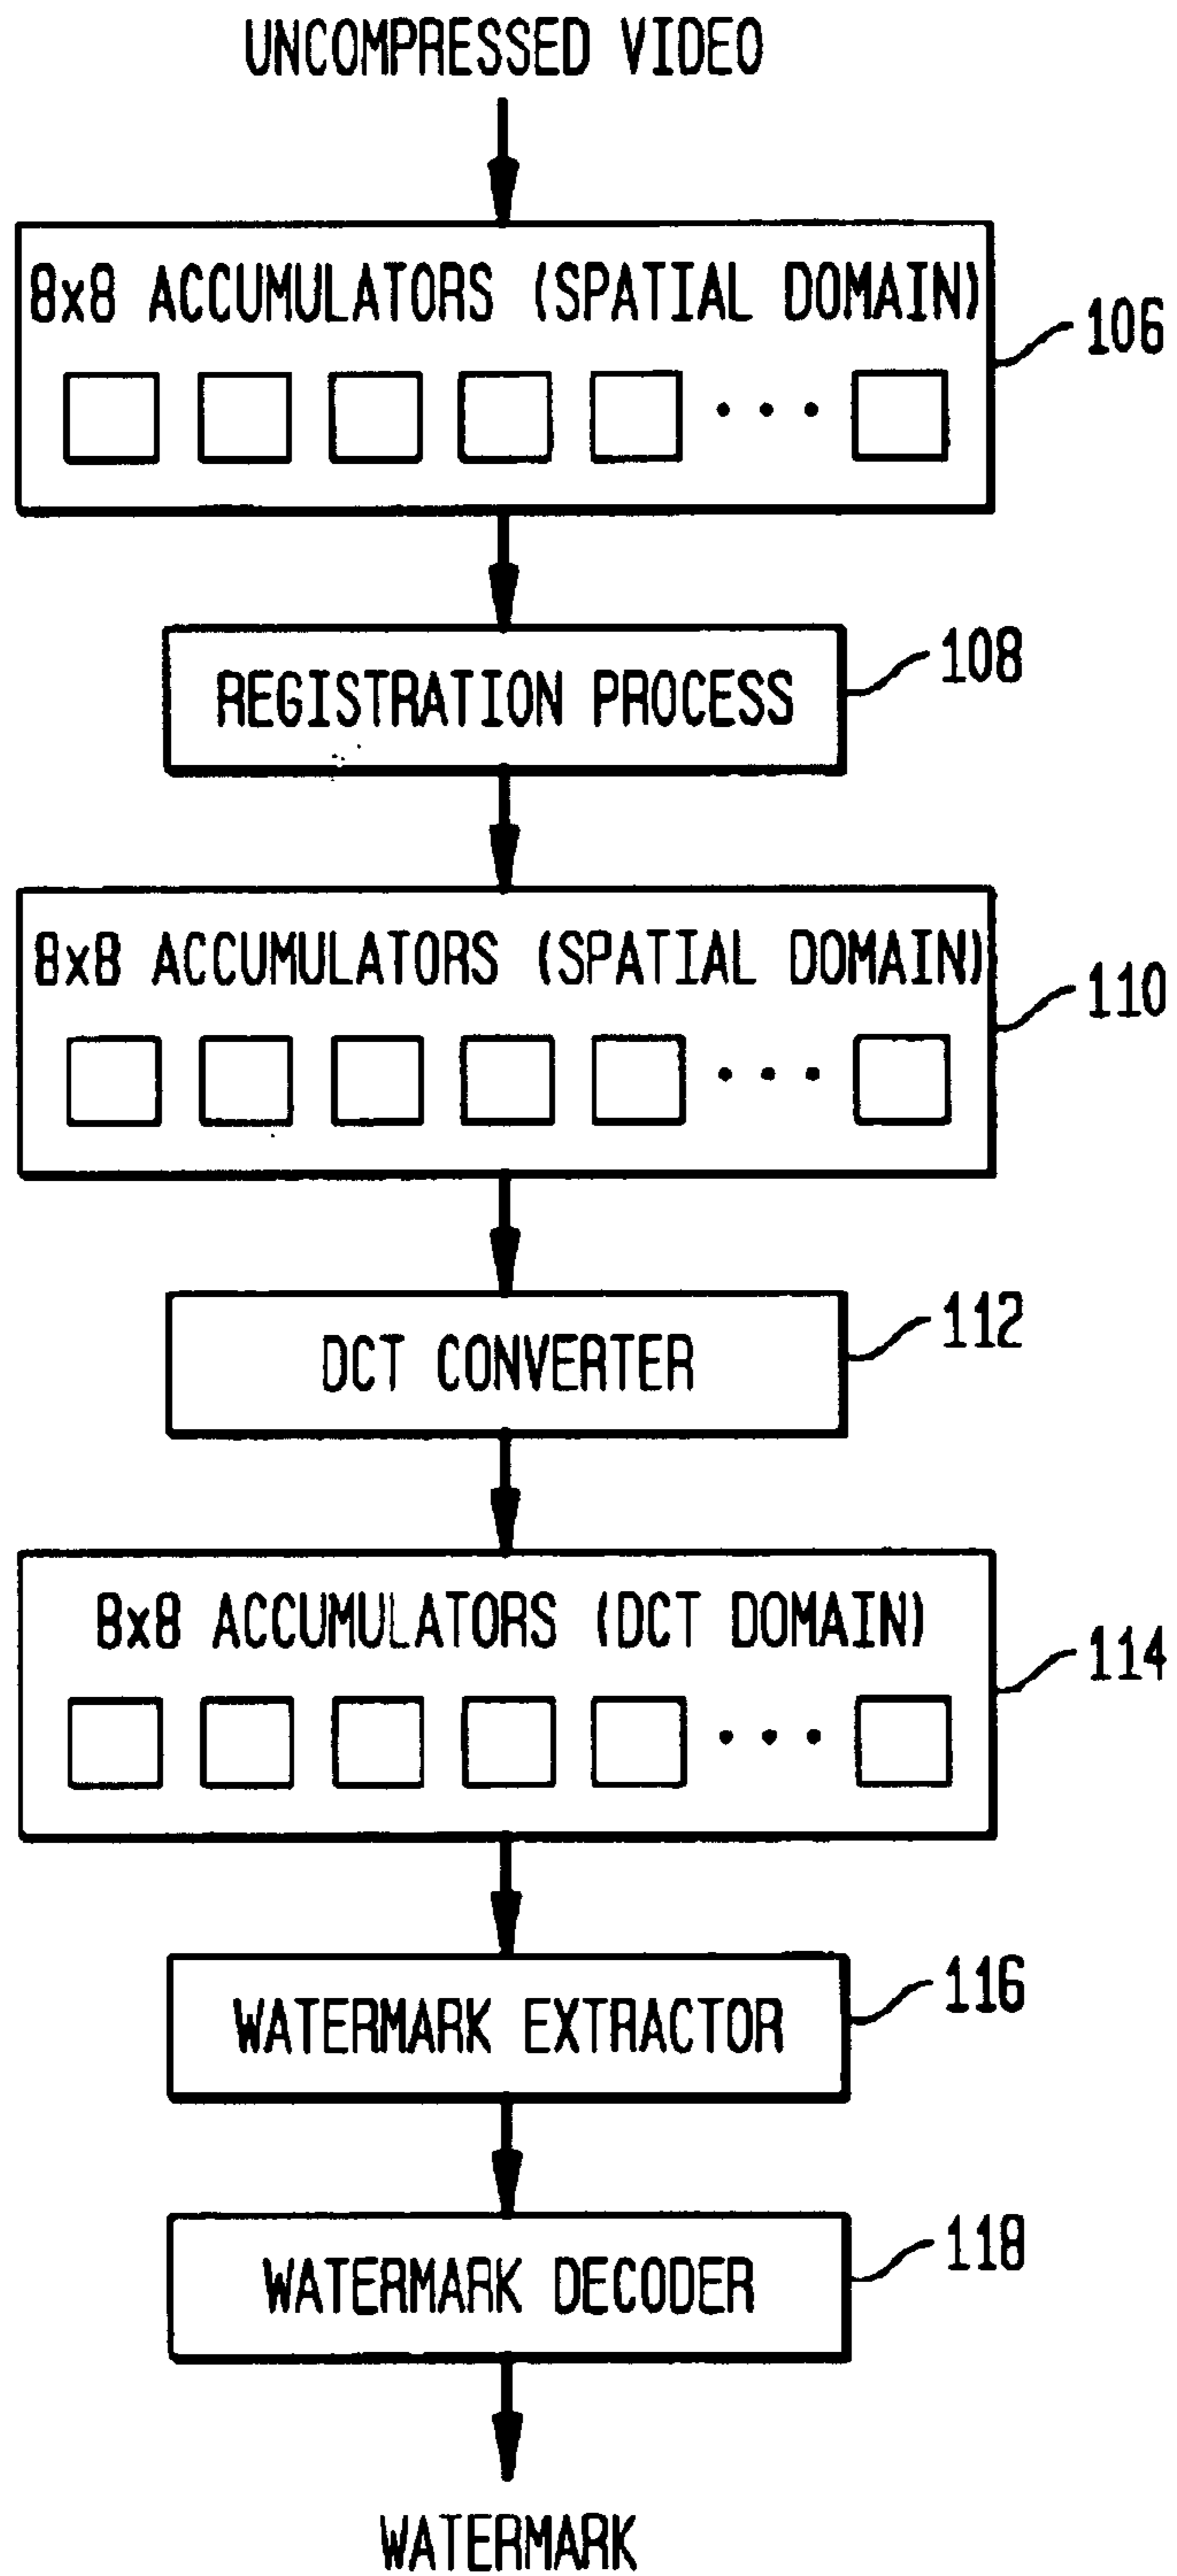 UNCOMPRESSED VIDEO
8x8 ACCUMULATORS (SPATIAL DOMAIN)
106
REGISTRATION PROCESS
108
8x8 ACCUMULATORS (SPATIAL DOMAIN)
110
DCT CONVERTER
112
8x8 ACCUMULATORS (DCT DOMAIN)
114
WATERMARK EXTRACTOR
116
WATERMARK DECODER
118
WATERMARK